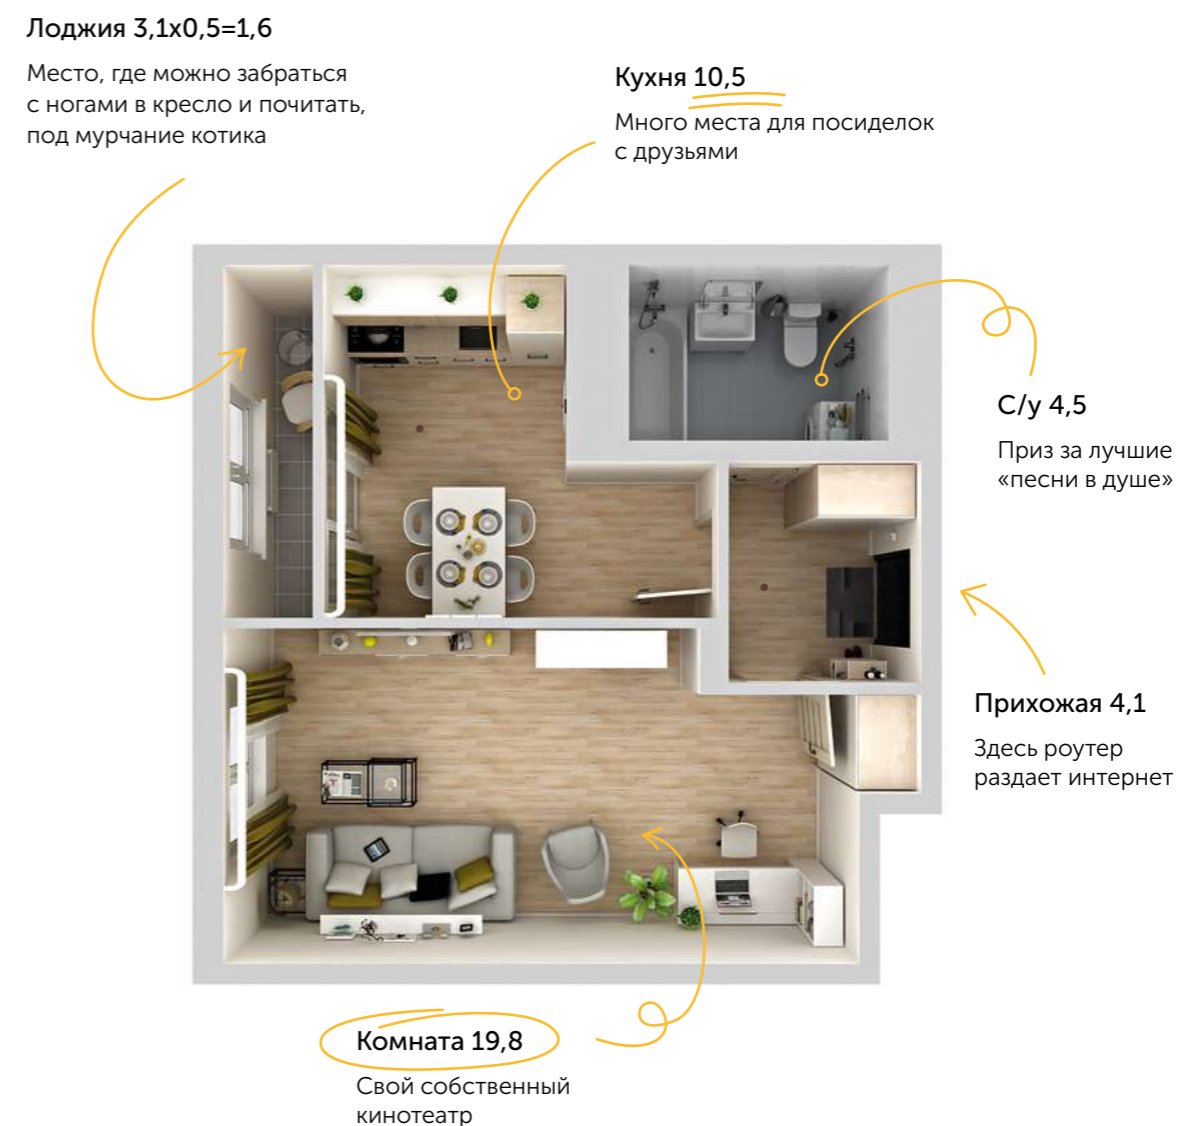 Лоджия 3,1х0,5=1,6
Место, где можно забраться
с ногами в кресло и почитать,
под мурчание котика
Кухня 10,5
Много места для посиделок
с друзьями
С/у 4,5
Приз за лучшие
«песни в душе»
Прихожая 4,1
Здесь роутер
раздает интернет
Комната 19,8
Свой собственный
кинотеатр